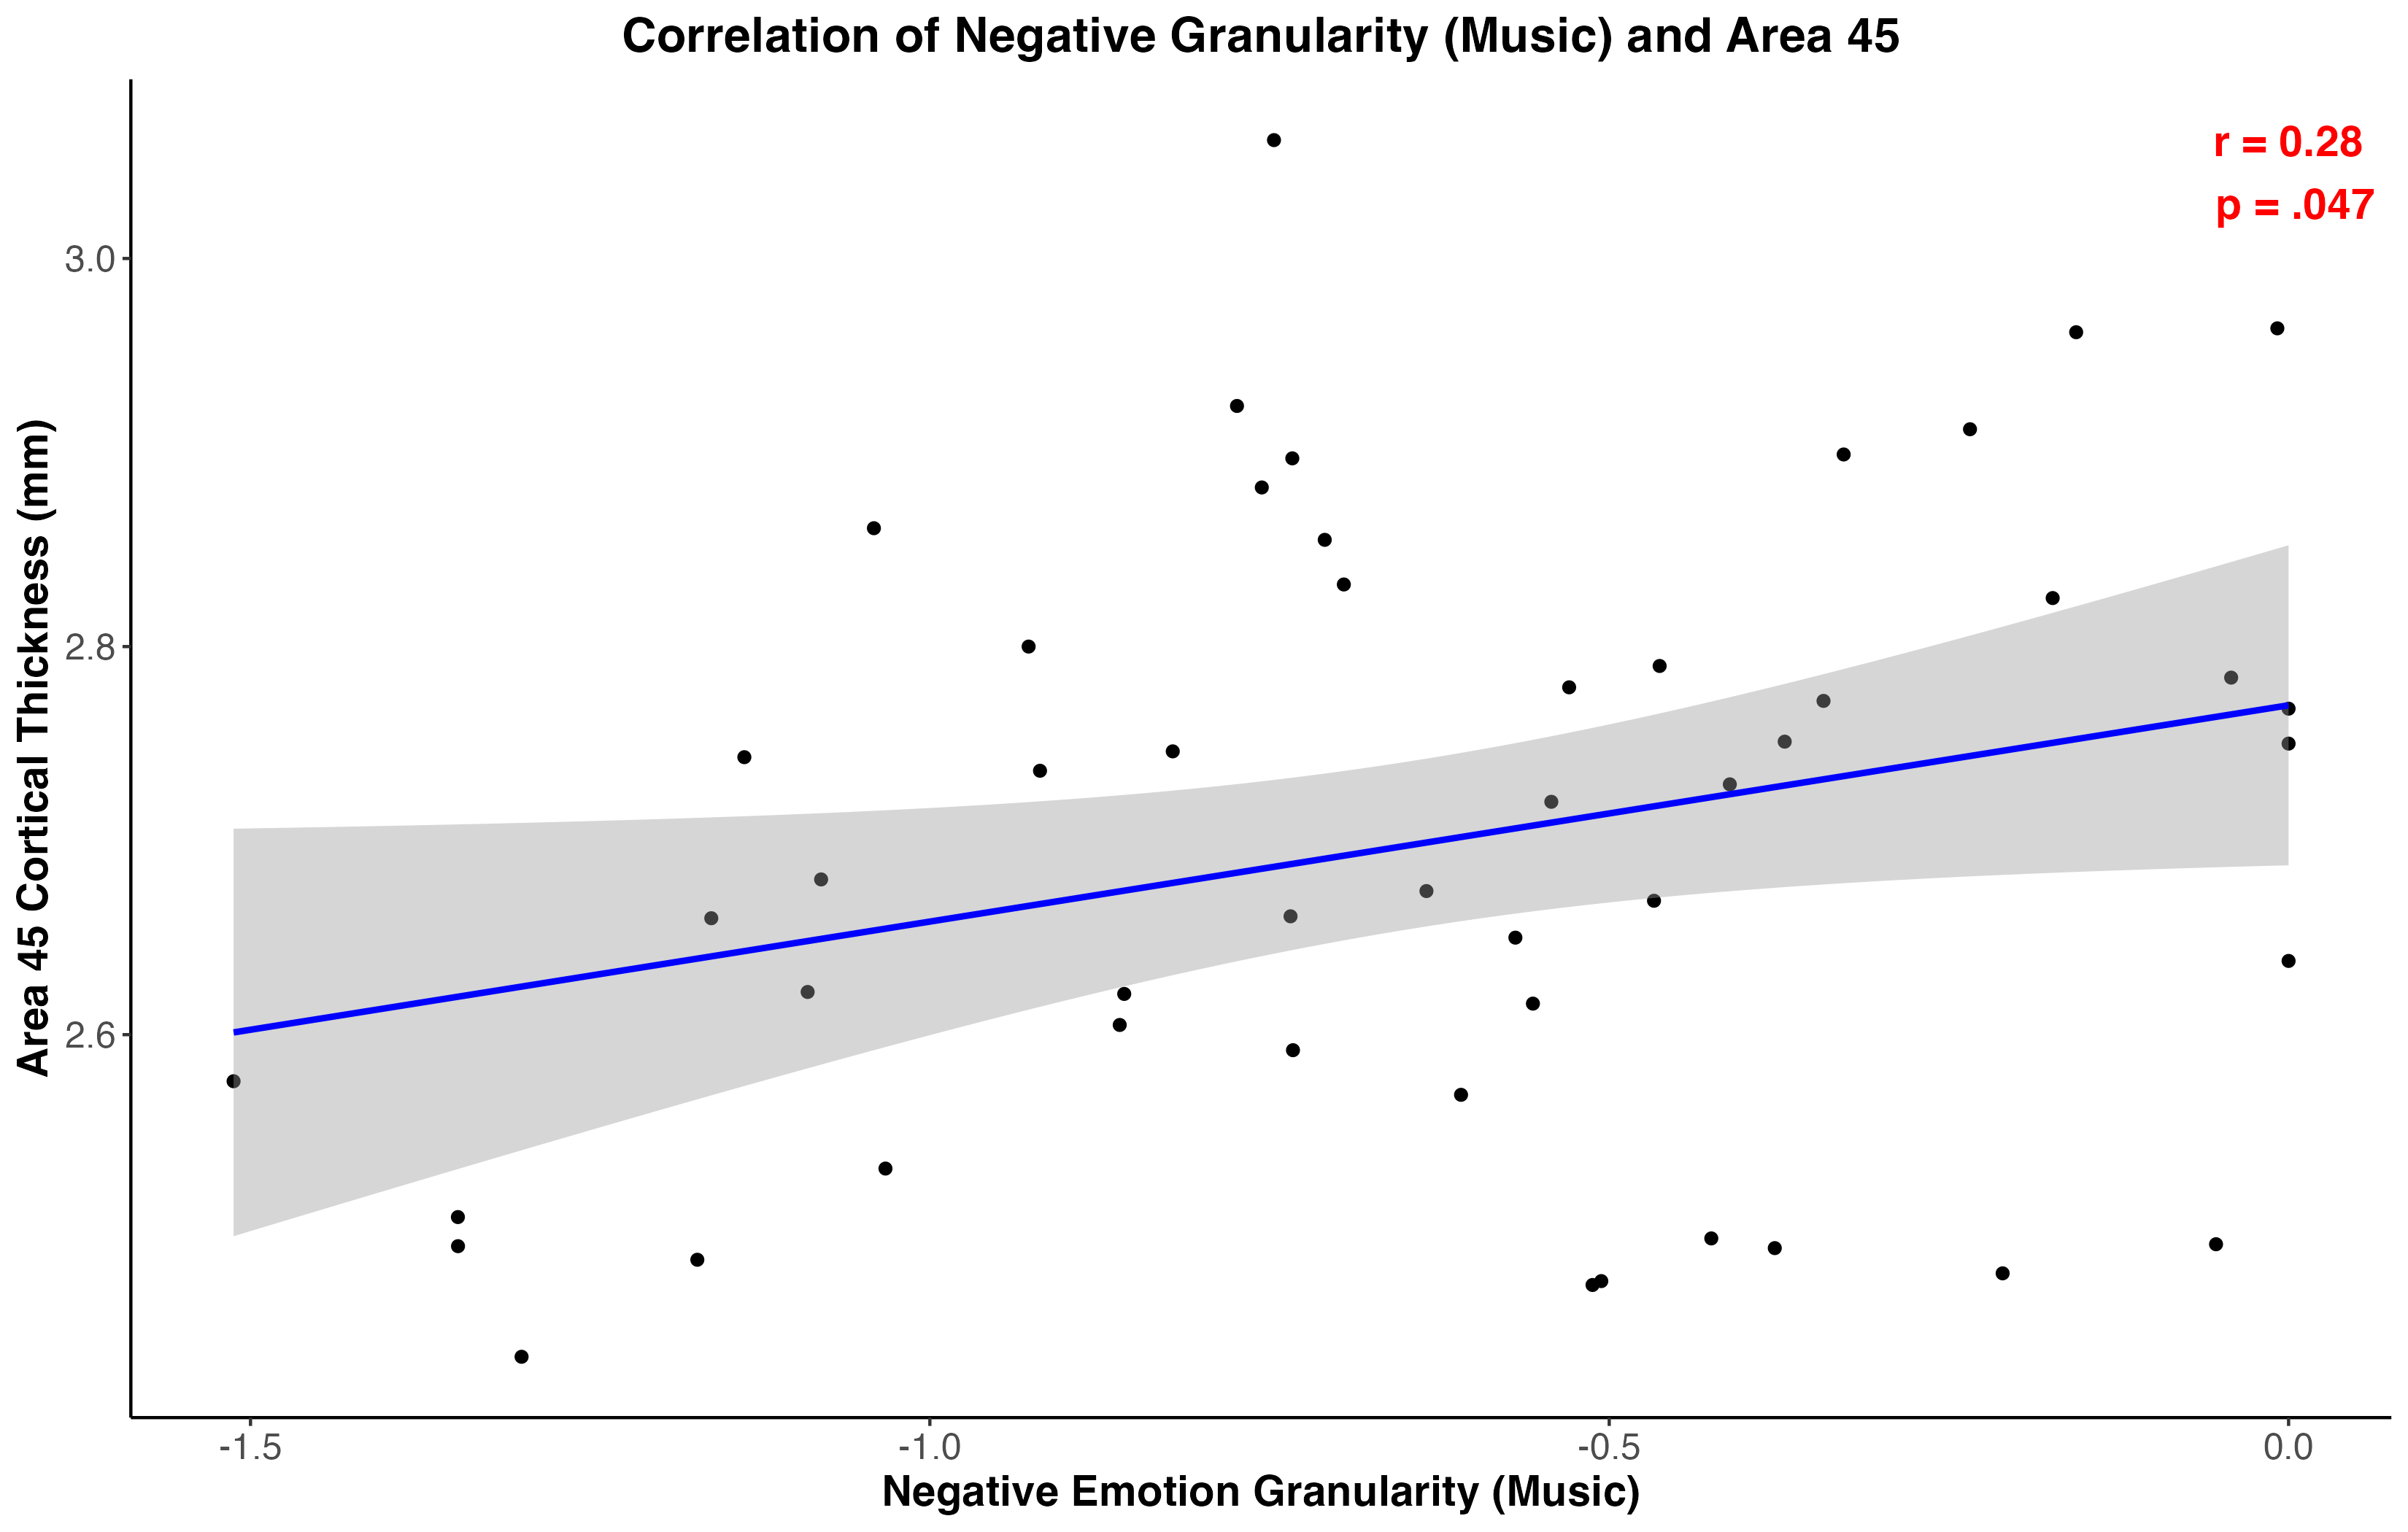 Correlation of Negative Granularity (Music) and Area 45
r = 0.28
p = .047
Area 45 Cortical Thickness (mm)
3.0
2.8
2.6
-1.5
-1.0
-0.5
0.0
Negative Emotion Granularity (Music)